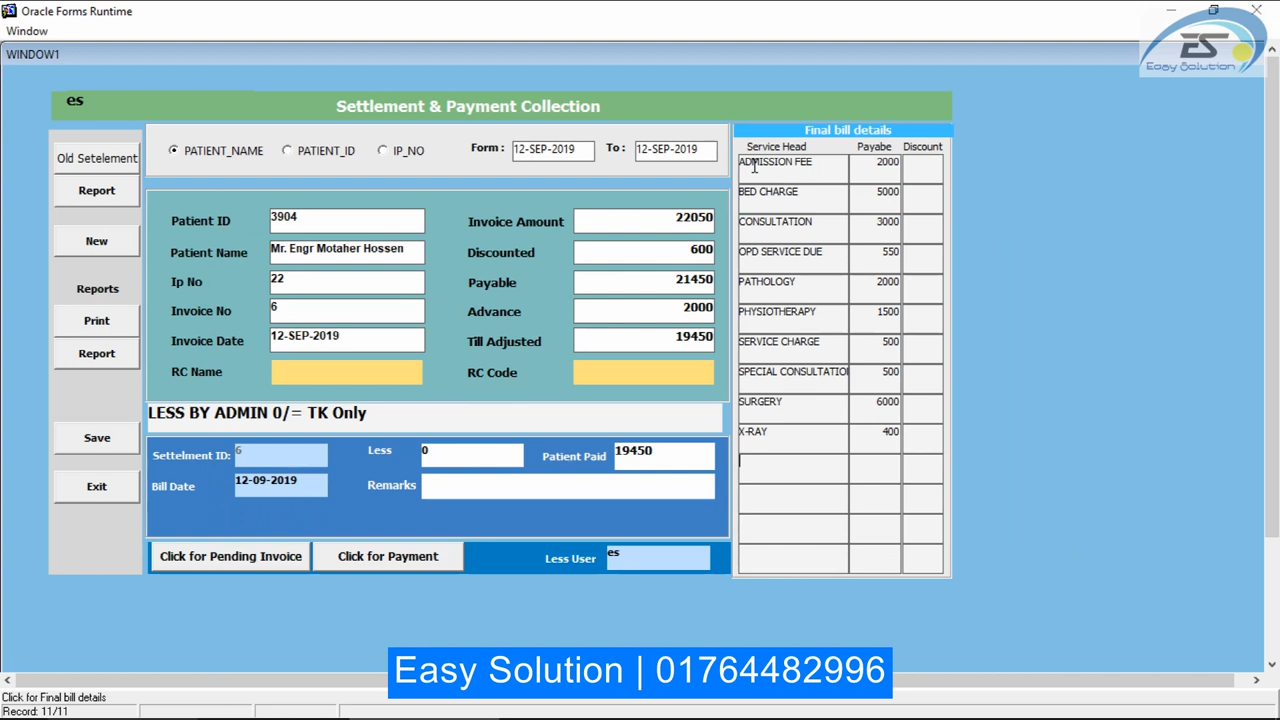 Oracle Forms Runtime
Window
WINDOW1
ES
Easy Solution
es
Settlement & Payment Collection
Old Setelement
Report
New
Reports
Print
Report
Save
Exit
PATIENT_NAME PATIENT_ID IP_NO Form : 12-SEP-2019 To : 12-SEP-2019
Patient ID 3904 Invoice Amount 22050
Patient Name Mr. Engr Motaher Hossen Discounted 600
Ip No 22 Payable 21450
Invoice No 6 Advance 2000
Invoice Date 12-SEP-2019 Till Adjusted 19450
RC Name RC Code
LESS BY ADMIN 0/= TK Only
Settelment ID: 6 Less 0 Patient Paid 19450
Bill Date 12-09-2019 Remarks
Click for Pending Invoice Click for Payment Less User es
Final bill details
Service Head Payabe Discount
ADMISSION FEE 2000
BED CHARGE 5000
CONSULTATION 3000
OPD SERVICE DUE 550
PATHOLOGY 2000
PHYSIOTHERAPY 1500
SERVICE CHARGE 500
SPECIAL CONSULTATIO 500
SURGERY 6000
X-RAY 400
Easy Solution | 01764482996
Click for Final bill details
Record: 11/11